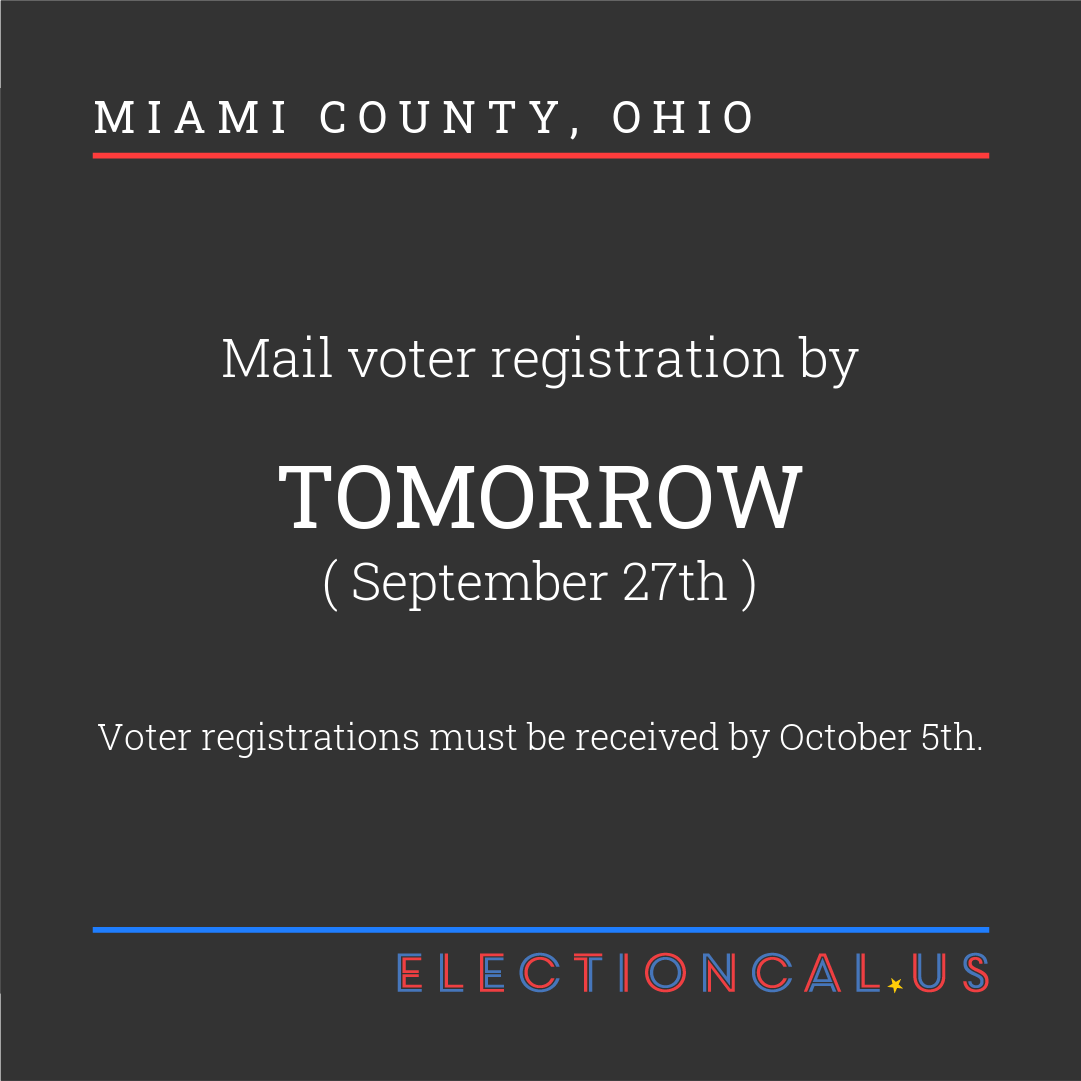 MIAMI COUNTY, OHIO
Mail voter registration by
TOMORROW
( September 27th )
Voter registrations must be received by October 5th.
ELECTIONCAL.US